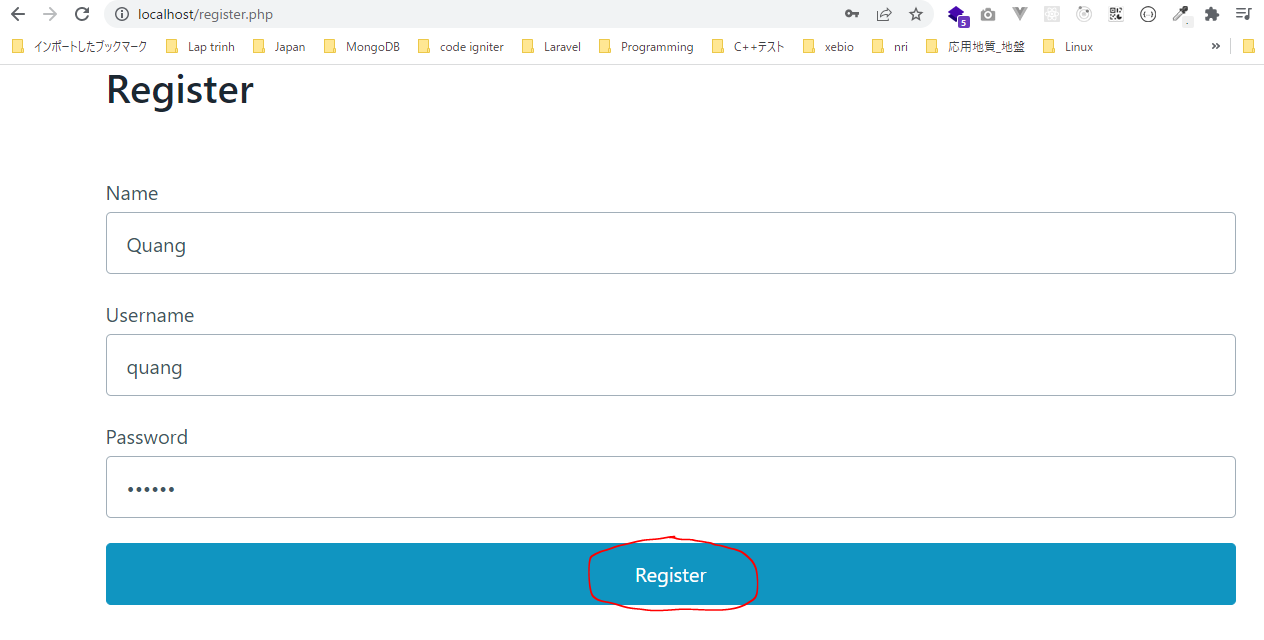 localhost/register.php
5
インポートしたブックマーク Lap trinh Japan MongoDB code igniter Laravel Programming C++テスト xebio nri 応用地質_地盤 Linux »
Register
Name
Quang
Username
quang
Password
••••••
Register